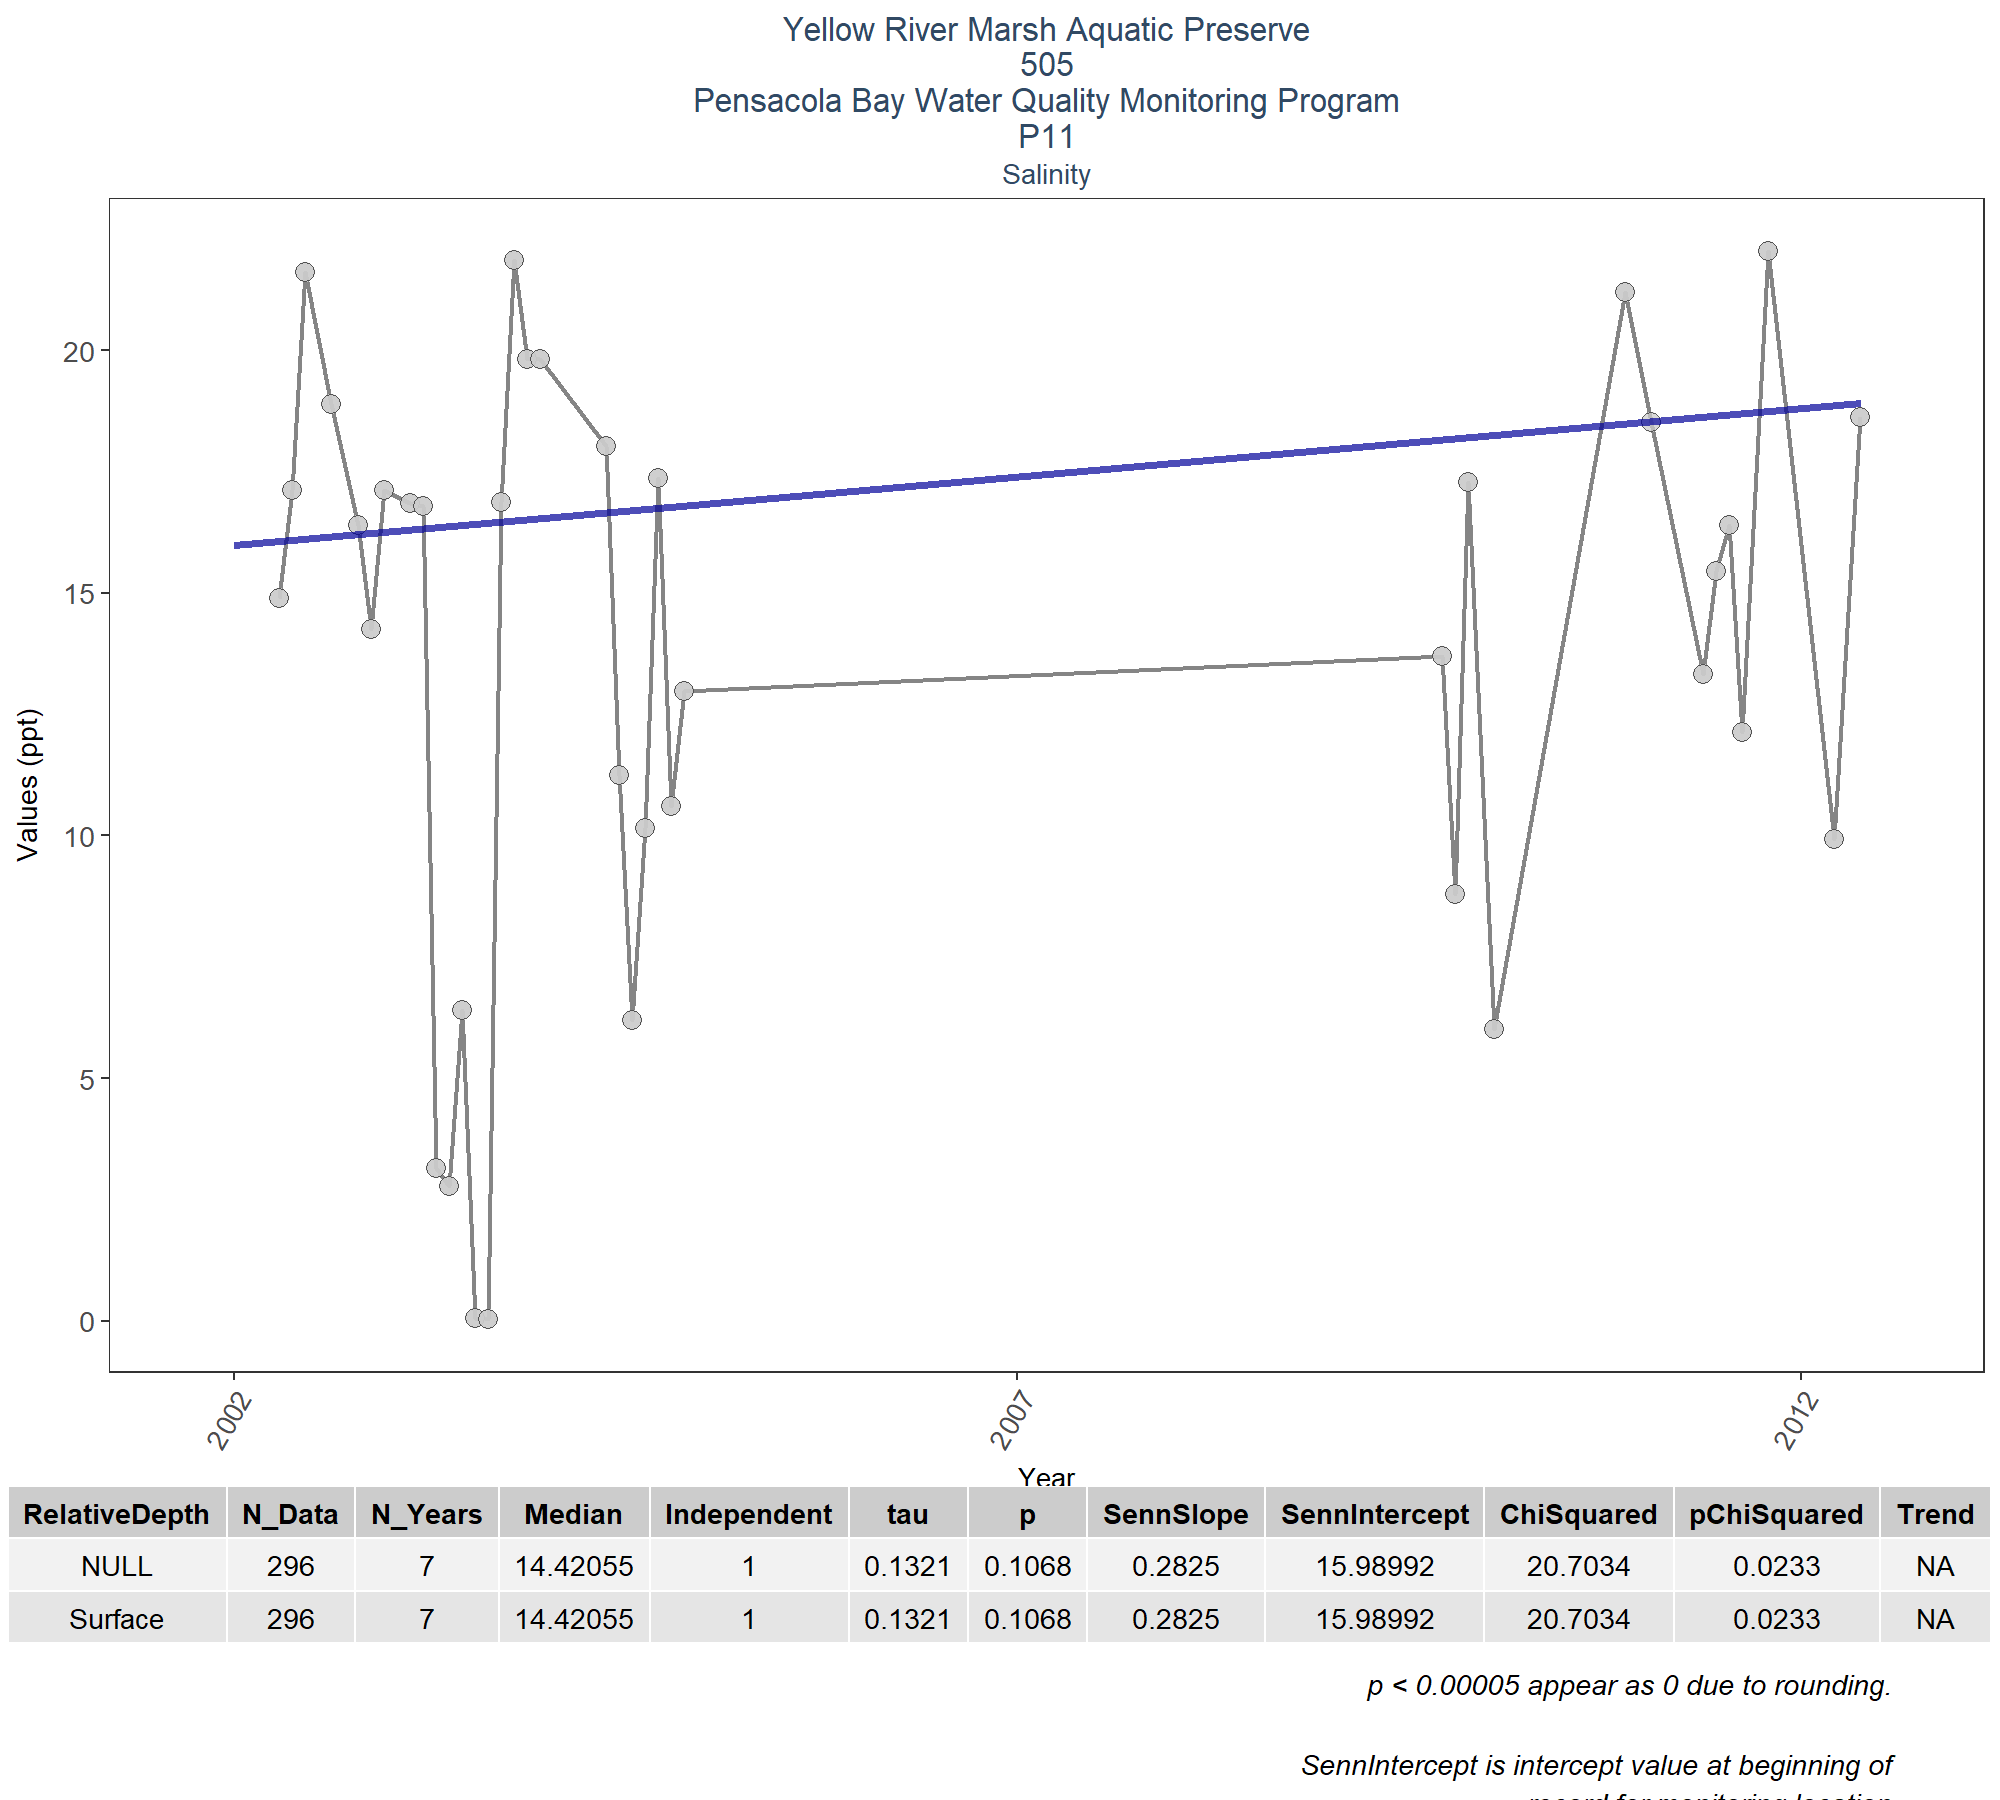 Yellow River Marsh Aquatic Preserve
505
Pensacola Bay Water Quality Monitoring Program
P11
Salinity
20
15
10
5
0
Values (ppt)
2002
2007
2012
Year
RelativeDepth N_Data N_Years Median Independent tau p SennSlope SennIntercept ChiSquared pChiSquared Trend
NULL 296 7 14.42055 1 0.1321 0.1068 0.2825 15.98992 20.7034 0.0233 NA
Surface 296 7 14.42055 1 0.1321 0.1068 0.2825 15.98992 20.7034 0.0233 NA
p < 0.00005 appear as 0 due to rounding.
SennIntercept is intercept value at beginning of
record for monitoring location